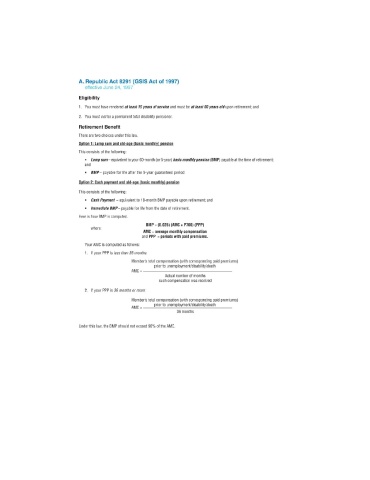 A. Republic Act 8291 (GSIS Act of 1997)
effective June 24, 1997
Eligibility
1. You must have rendered at least 15 years of service and must be at least 60 years old upon retirement; and
2. You must not be a permanent total disability pensioner.
Retirement Benefit
There are two choices under this law.
Option 1: Lump sum and old-age (basic monthly) pension
This consists of the following:
• Lump sum - equivalent to your 60-month (or 5-year) basic monthly pension (BMP) payable at the time of retirement;
and
• BMP - payable for life after the 5-year guaranteed period
Option 2: Cash payment and old-age (basic monthly) pension
This consists of the following:
• Cash Payment – equivalent to 18-month BMP payable upon retirement; and
• Immediate BMP - payable for life from the date of retirement.
Here is how BMP is computed:
BMP = (0.025) (AMC + P700) (PPP)
where
AMC = average monthly compensation
and PPP = periods with paid premiums.
Your AMC is computed as follows:
1. If your PPP is less than 36 months:
Member's total compensation (with corresponding paid premiums)
prior to unemployment/disability/death
AMC =
Actual number of months
such compensation was received
2. If your PPP is 36 months or more:
Member's total compensation (with corresponding paid premiums)
prior to unemployment/disability/death
AMC =
36 months
Under this law, the BMP should not exceed 90% of the AMC.